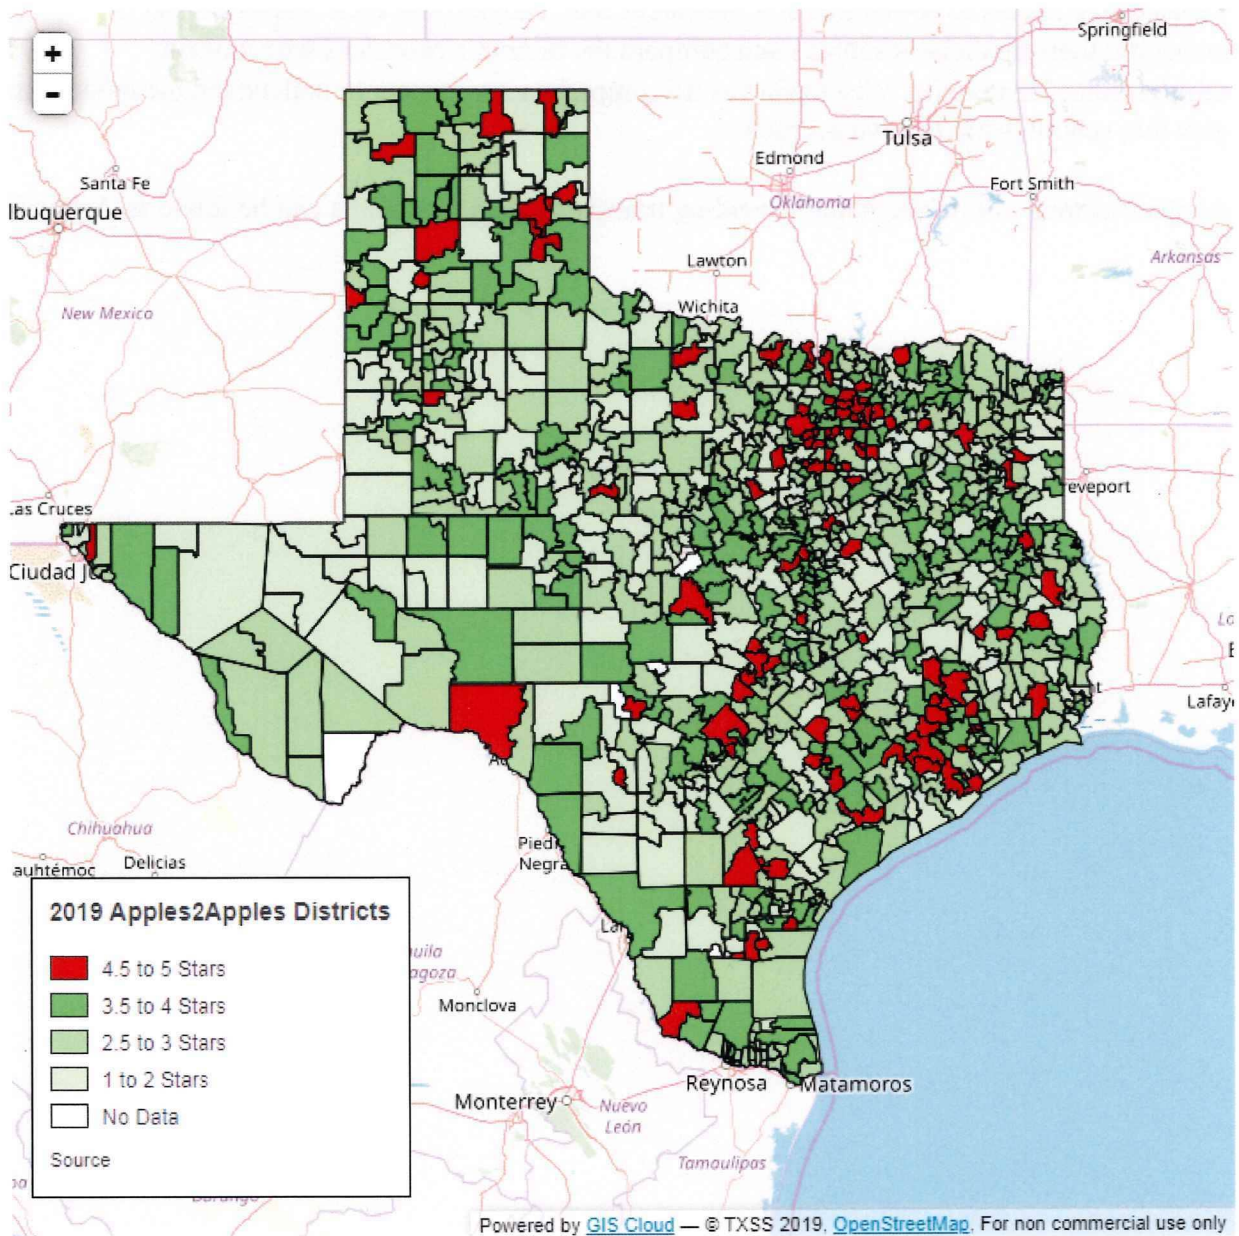 Springfield
+
-
Tulsa
Edmond
Santa Fe
Fort Smith
Oklahoma
lbuquerque
Lawton
Arkansas
New Mexico
Wichita
as Cruces
eveport
Ciudad
Lafay
Chihuahua
Piedr
Negra
auhtémoc
Delicias
2019 Apples2Apples Districts
4.5 to 5 Stars
3.5 to 4 Stars
2.5 to 3 Stars
1 to 2 Stars
No Data
Source
uila
agoza
Monclova
Reynosa
Matamoros
Monterrey
Nuevo
León
Tamaulipas
Durango
Powered by GIS Cloud — © TXSS 2019, OpenStreetMap, For non commercial use only